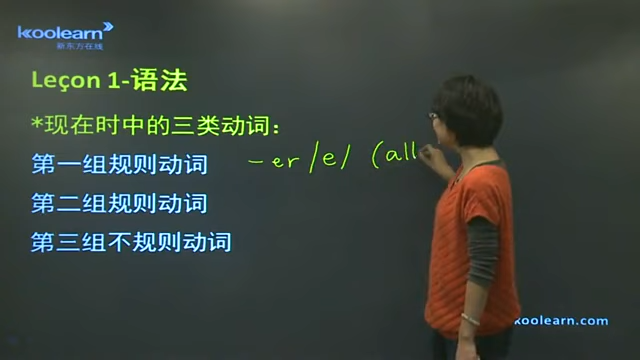 koolearn
新东方在线
Leçon 1-语法
*现在时中的三类动词：
第一组规则动词 -er /e/ (all
第二组规则动词
第三组不规则动词
koolearn.com